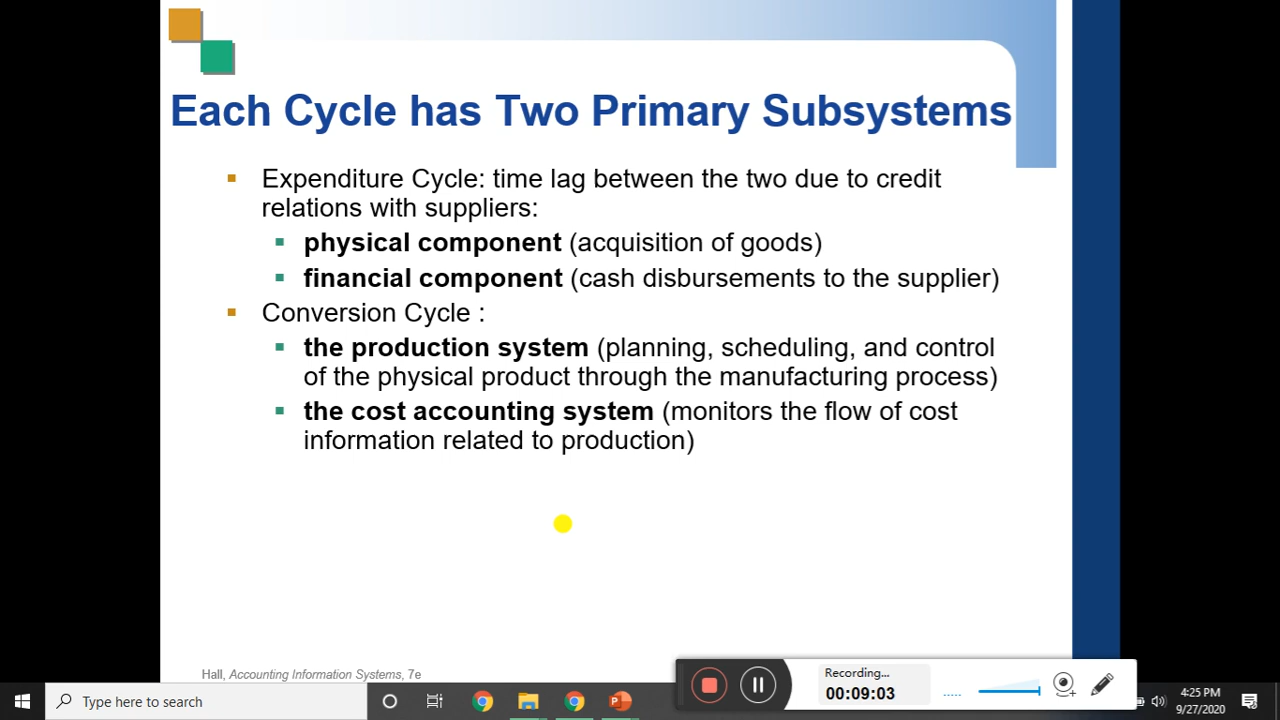 Each Cycle has Two Primary Subsystems
Expenditure Cycle: time lag between the two due to credit
relations with suppliers:
physical component (acquisition of goods)
financial component (cash disbursements to the supplier)
Conversion Cycle :
the production system (planning, scheduling, and control
of the physical product through the manufacturing process)
the cost accounting system (monitors the flow of cost
information related to production)
Hall, Accounting Information Systems, 7e
Recording...
00:09:03
Type here to search
4:25 PM
9/27/2020